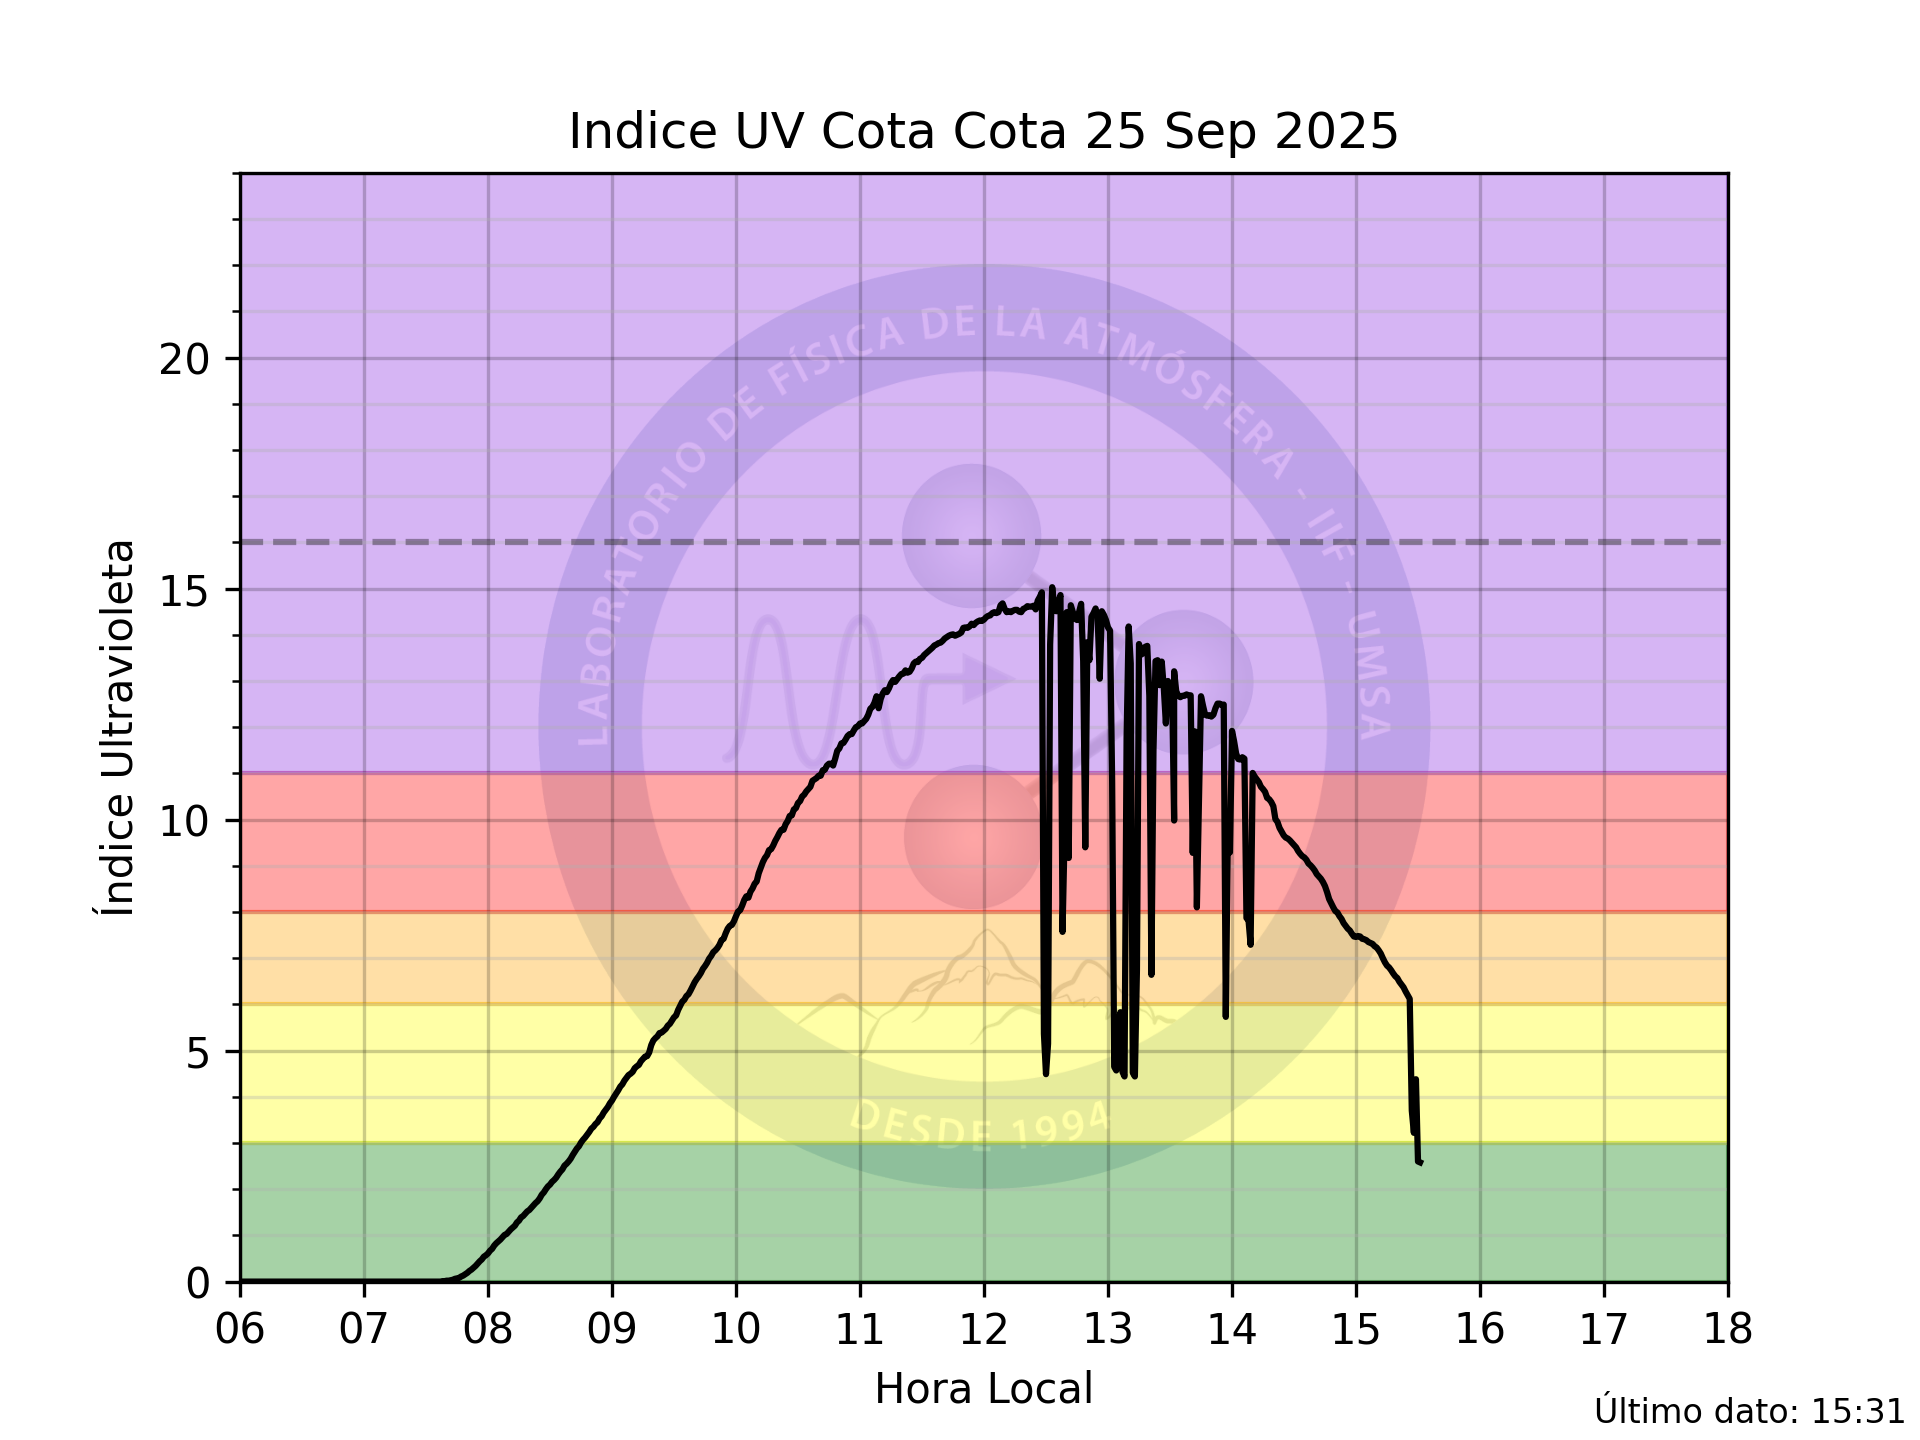 Indice UV Cota Cota 25 Sep 2025
LABORATORIO DE FÍSICA DE LA ATMÓSFERA - IIF - UMSA
DESDE 1994
Índice Ultravioleta
20
15
10
5
0
06 07 08 09 10 11 12 13 14 15 16 17 18
Hora Local
Último dato: 15:31